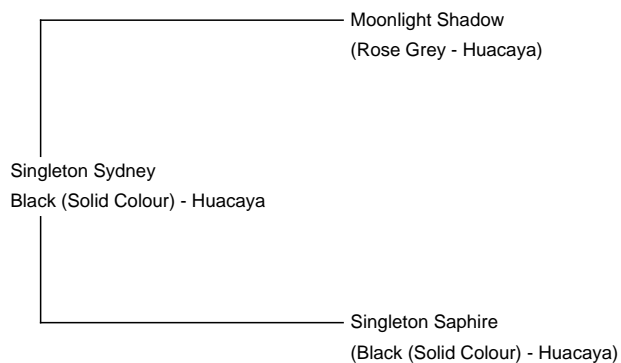 Moonlight Shadow
(Rose Grey - Huacaya)
Singleton Sydney
Black (Solid Colour) - Huacaya
Singleton Saphire
(Black (Solid Colour) - Huacaya)